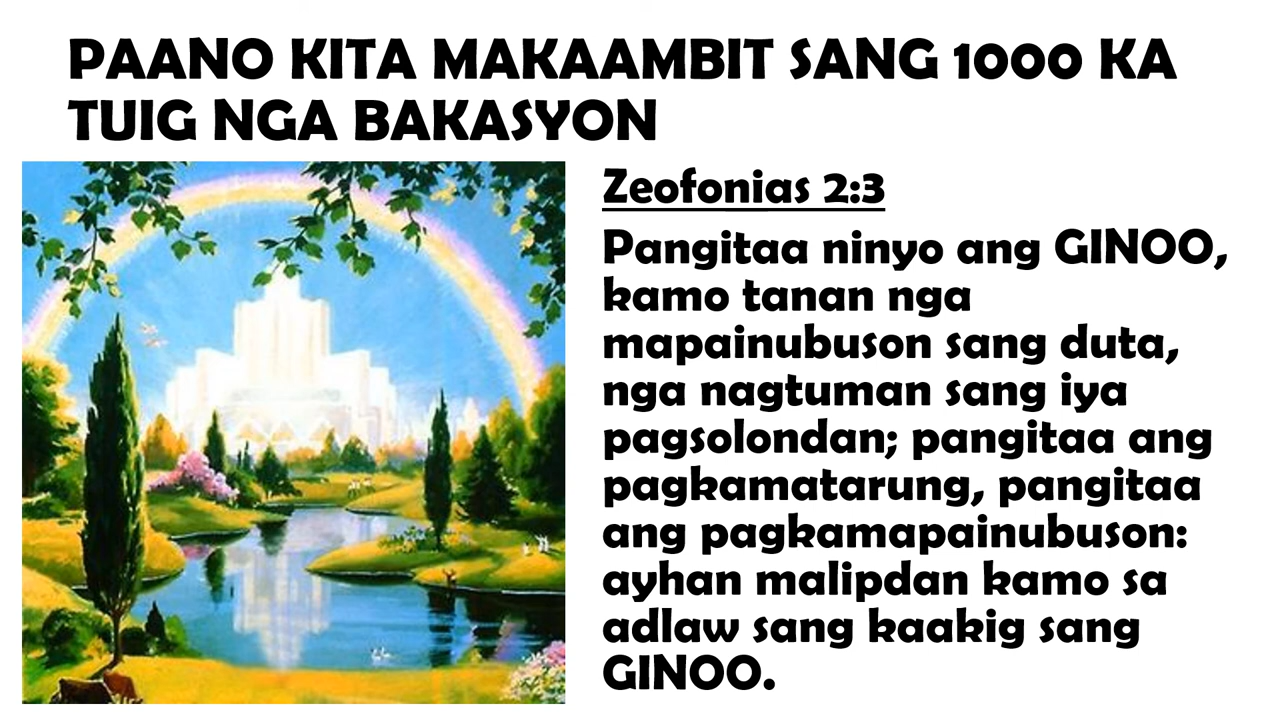 PAANO KITA MAKAAMBIT SANG 1000 KA
TUIG NGA BAKASYON
Zeofonias 2:3
Pangitaa ninyo ang GINOO,
kamo tanan nga
mapainubuson sang duta,
nga nagtuman sang iya
pagsolondan; pangitaa ang
pagkamatarung, pangitaa
ang pagkamapainubuson:
ayhan malipdan kamo sa
adlaw sang kaakig sang
GINOO.